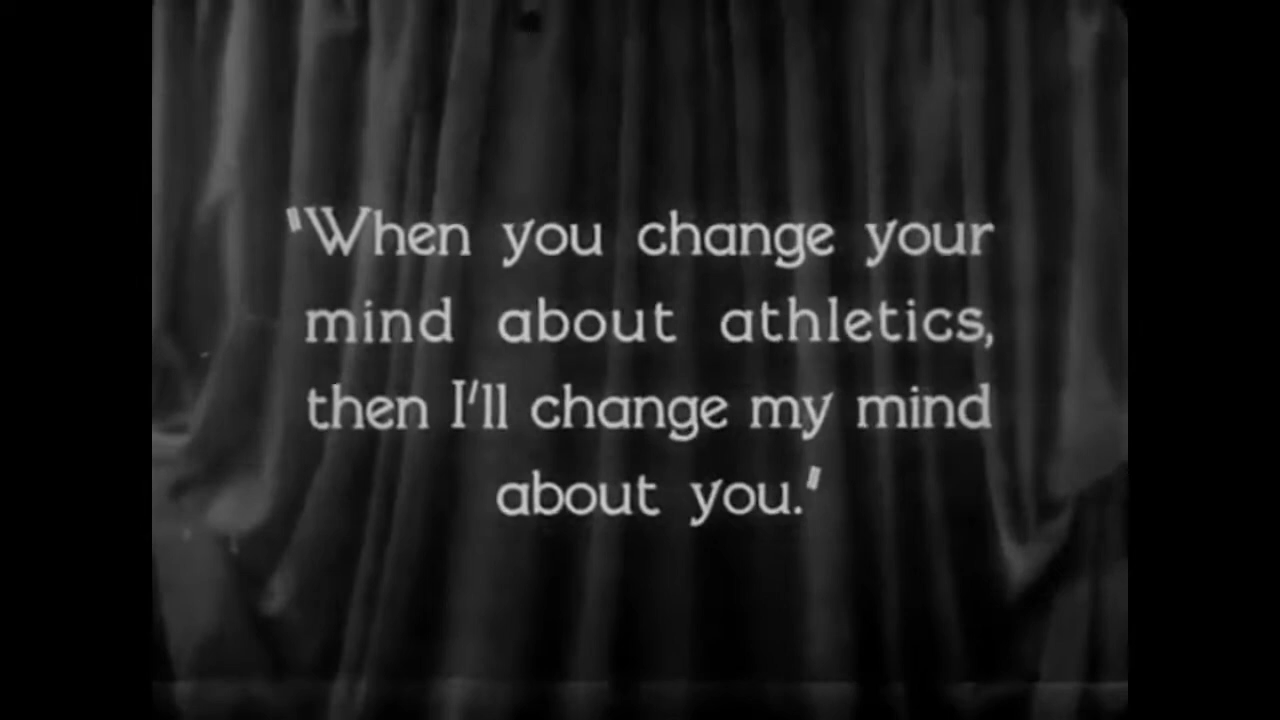 "When you change your
mind about athletics,
then I'll change my mind
about you."